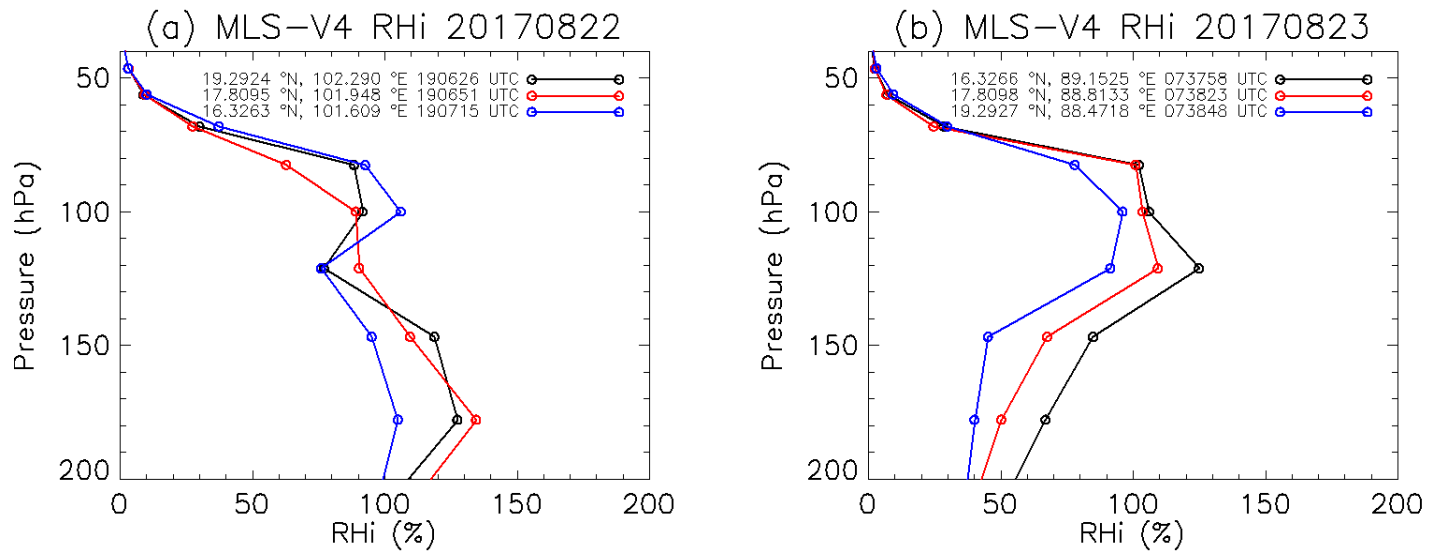 (a) MLS-V4 RHi 20170822
19.2924 °N, 102.290 °E 190626 UTC
17.8095 °N, 101.948 °E 190651 UTC
16.3263 °N, 101.609 °E 190715 UTC
50
100
150
200
Pressure (hPa)
0 50 100 150 200
RHi (%)
(b) MLS-V4 RHi 20170823
16.3266 °N, 89.1525 °E 073758 UTC
17.8098 °N, 88.8133 °E 073823 UTC
19.2927 °N, 88.4718 °E 073848 UTC
50
100
150
200
Pressure (hPa)
0 50 100 150 200
RHi (%)